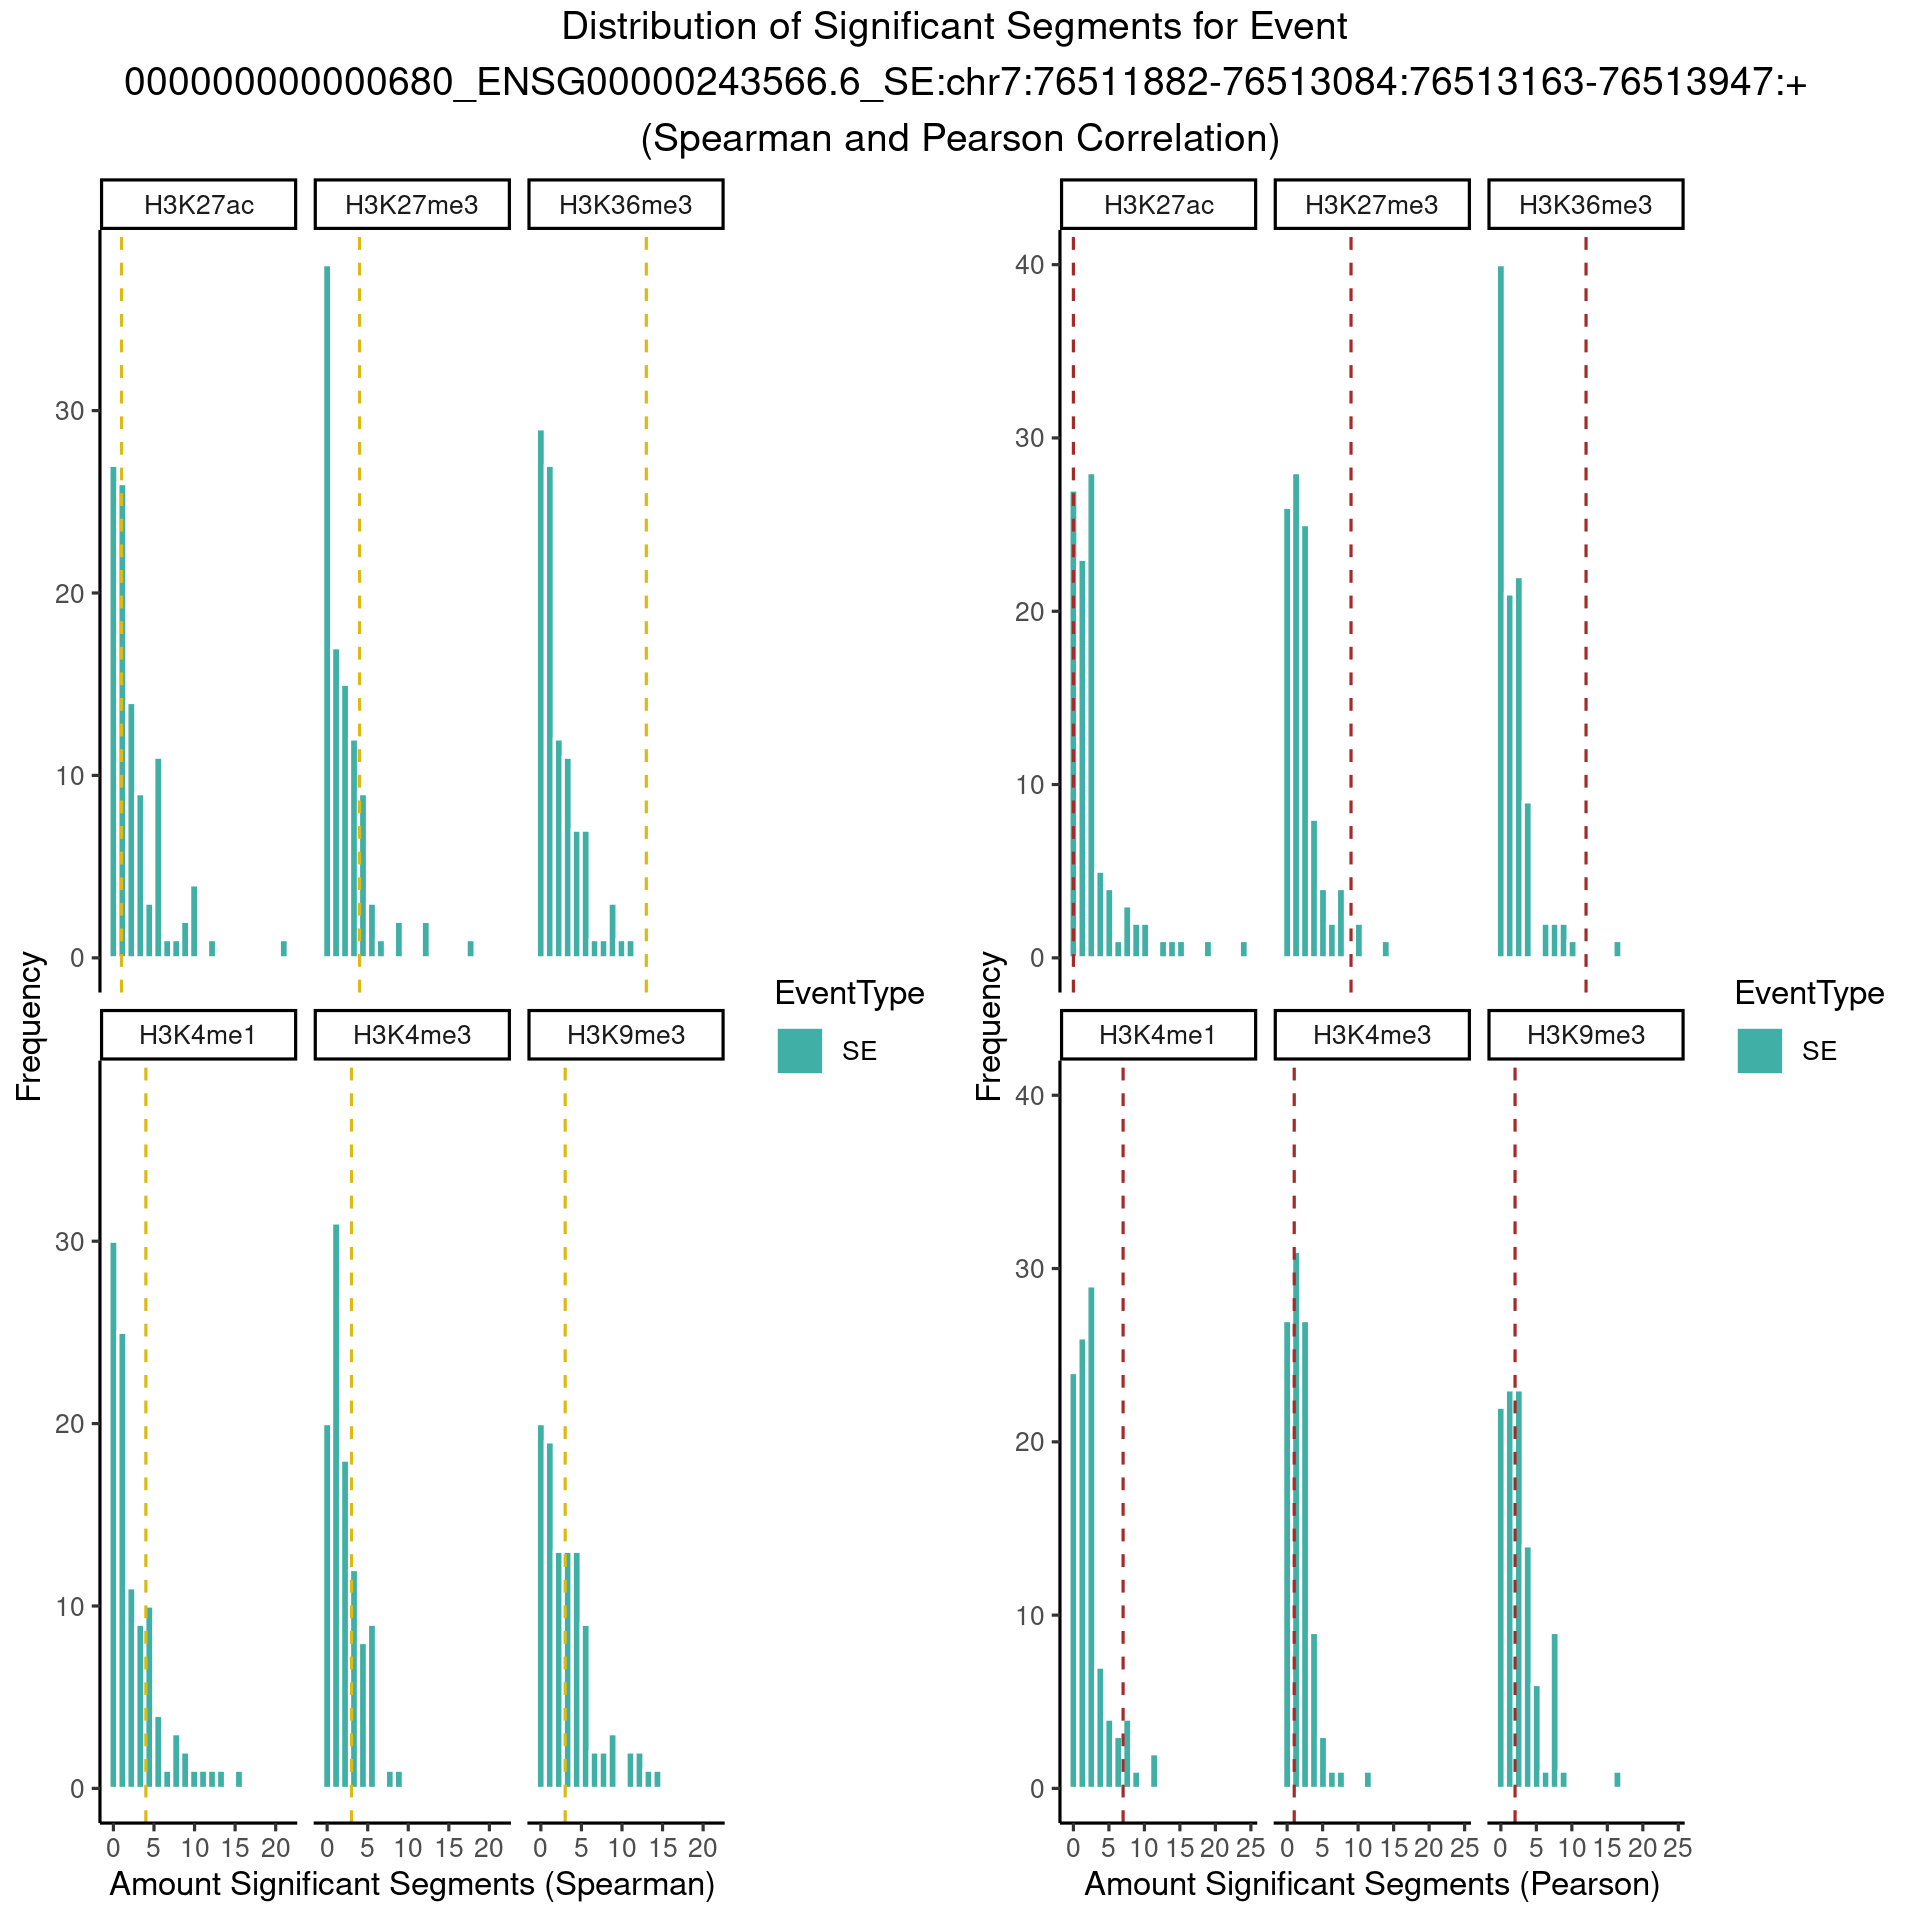 Distribution of Significant Segments for Event
000000000000680_ENSG00000243566.6_SE:chr7:76511882-76513084:76513163-76513947:+
(Spearman and Pearson Correlation)
H3K27ac H3K27me3 H3K36me3
30
20
10
0
H3K4me1 H3K4me3 H3K9me3
30
20
10
0
0 5 10 15 20 0 5 10 15 20 0 5 10 15 20
Frequency
Amount Significant Segments (Spearman)
EventType
SE
H3K27ac H3K27me3 H3K36me3
40
30
20
10
0
H3K4me1 H3K4me3 H3K9me3
40
30
20
10
0
0 5 10 15 20 25 0 5 10 15 20 25 0 5 10 15 20 25
Frequency
Amount Significant Segments (Pearson)
EventType
SE